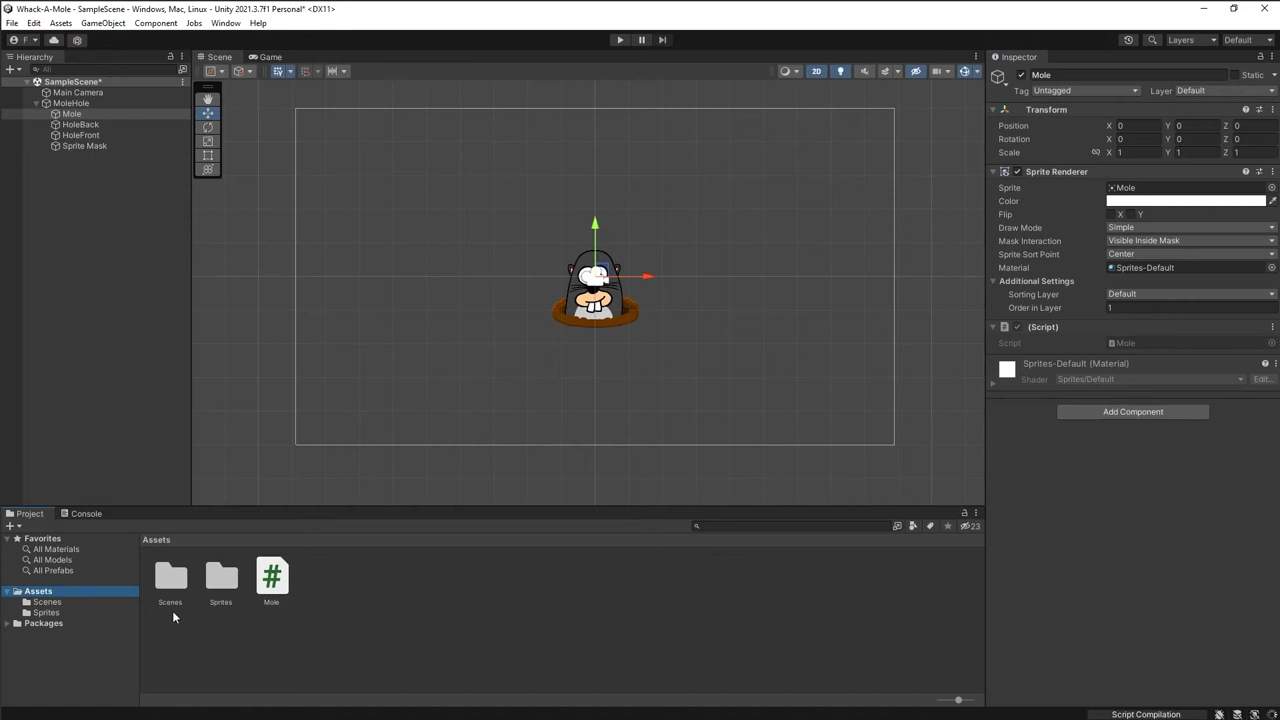 Whack-A-Mole - SampleScene - Windows, Mac, Linux - Unity 2021.3.7f1 Personal* <DX11>
File Edit Assets GameObject Component Jobs Window Help
F Layers Default
Hierarchy
All
SampleScene*
Main Camera
MoleHole
Mole
HoleBack
HoleFront
Sprite Mask
Scene Game
2D
Inspector
Mole Static
Tag Untagged Layer Default
Transform
Position X 0 Y 0 Z 0
Rotation X 0 Y 0 Z 0
Scale X 1 Y 1 Z 1
Sprite Renderer
Sprite Mole
Color
Flip X Y
Draw Mode Simple
Mask Interaction Visible Inside Mask
Sprite Sort Point Center
Material Sprites-Default
Additional Settings
Sorting Layer Default
Order in Layer 1
(Script)
Script Mole
Sprites-Default (Material)
Shader Sprites/Default Edit...
Add Component
Project Console
23
Favorites
All Materials
All Models
All Prefabs
Assets
Scenes
Sprites
Packages
Assets
Scenes Sprites # Mole
Script Compilation